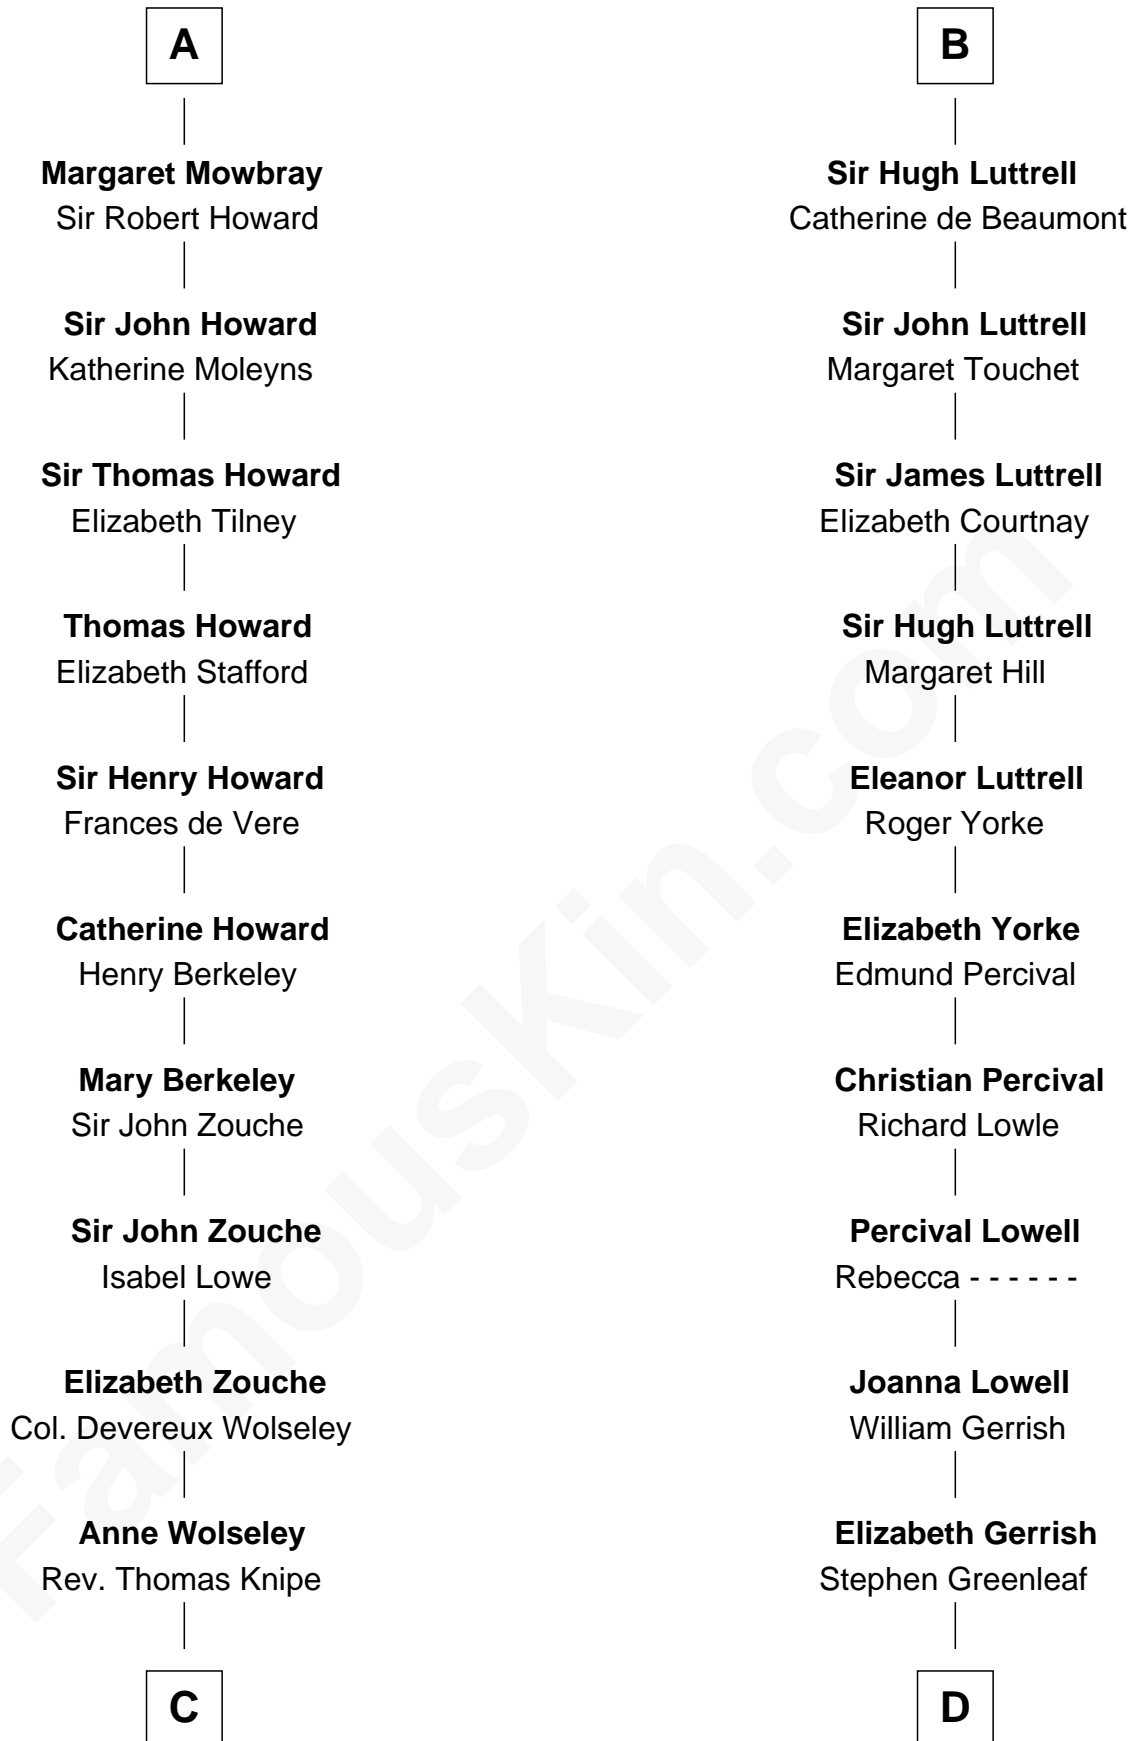 A
Margaret Mowbray
Sir Robert Howard
Sir John Howard
Katherine Moleyns
Sir Thomas Howard
Elizabeth Tilney
Thomas Howard
Elizabeth Stafford
Sir Henry Howard
Frances de Vere
Catherine Howard
Henry Berkeley
Mary Berkeley
Sir John Zouche
Sir John Zouche
Isabel Lowe
Elizabeth Zouche
Col. Devereux Wolseley
Anne Wolseley
Rev. Thomas Knipe
C
B
Sir Hugh Luttrell
Catherine de Beaumont
Sir John Luttrell
Margaret Touchet
Sir James Luttrell
Elizabeth Courtnay
Sir Hugh Luttrell
Margaret Hill
Eleanor Luttrell
Roger Yorke
Elizabeth Yorke
Edmund Percival
Christian Percival
Richard Lowle
Percival Lowell
Rebecca - - - - - -
Joanna Lowell
William Gerrish
Elizabeth Gerrish
Stephen Greenleaf
D
FamousKin.com